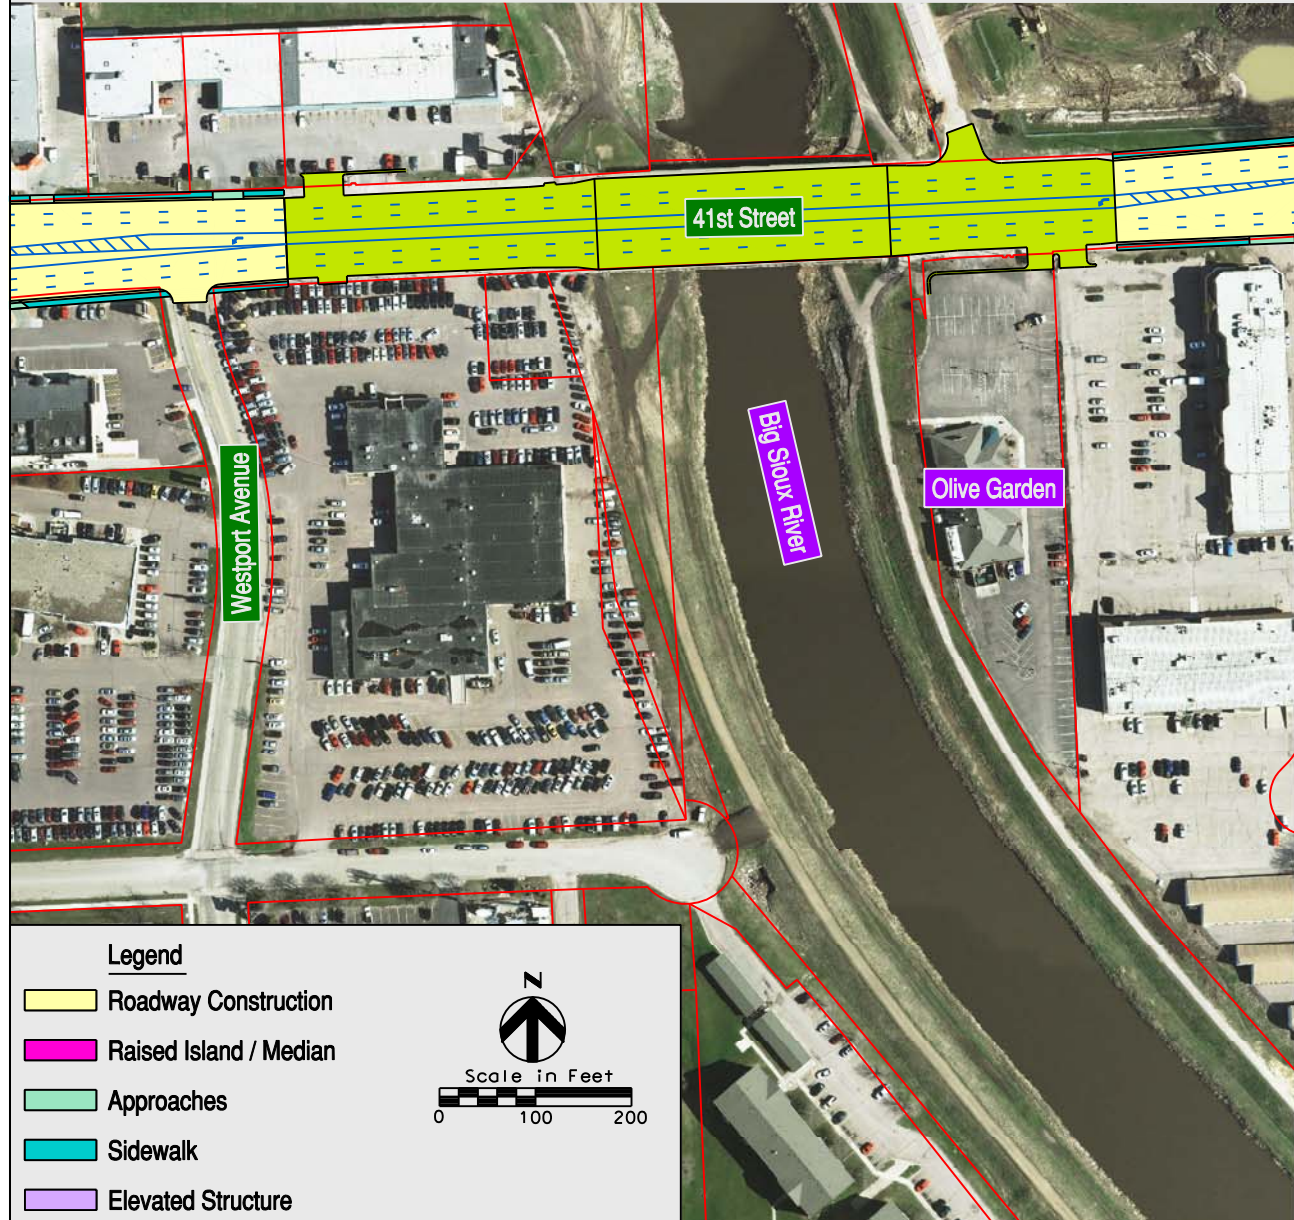 41st Street
Big Sioux River
Olive Garden
Westport Avenue
Legend
Roadway Construction
Raised Island / Median
Approaches
Sidewalk
Elevated Structure
N
Scale in Feet
0 100 200